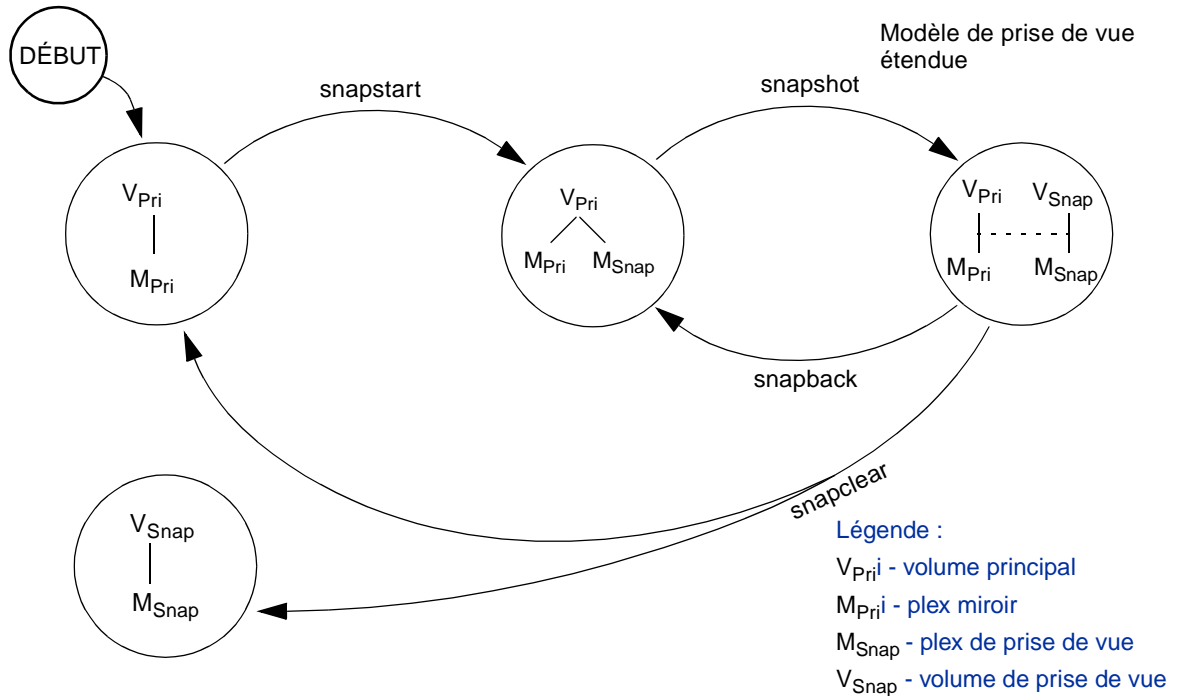 DÉBUT
Modèle de prise de vue
étendue
snapstart
snapshot
VPri
MPri
VPri
MPri MSnap
VPri VSnap
MPri MSnap
snapback
snapclear
VSnap
MSnap
Légende :
VPrii - volume principal
MPrii - plex miroir
MSnap - plex de prise de vue
VSnap - volume de prise de vue